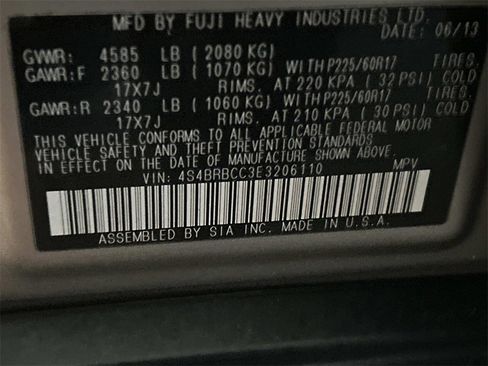 MFD BY FUJI HEAVY INDUSTRIES LTD.
DATE: 06/13
GVWR: 4585 LB ( 2080 KG)
GAWR:F 2360 LB ( 1070 KG) WITH P225/60R17 TIRES,
17X7J RIMS, AT 220 KPA ( 32 PSI) COLD
GAWR:R 2340 LB ( 1060 KG) WITH P225/60R17 TIRES,
17X7J RIMS, AT 210 KPA ( 30 PSI) COLD
THIS VEHICLE CONFORMS TO ALL APPLICABLE FEDERAL MOTOR
VEHICLE SAFETY AND THEFT PREVENTION STANDARDS
IN EFFECT ON THE DATE OF MANUFACTURE SHOWN ABOVE.
VIN: 4S4BRBCC3E3206110 MPV
ASSEMBLED BY SIA INC. MADE IN U.S.A.